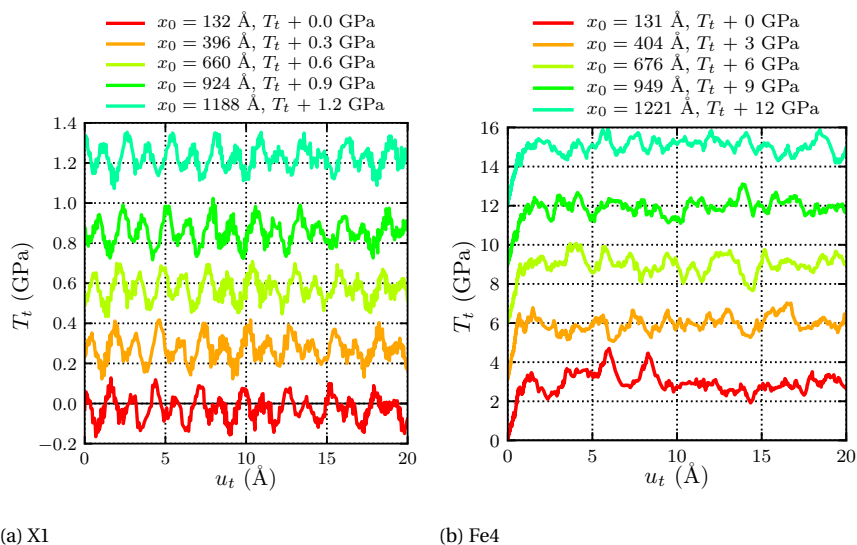 x₀ = 132 Å, Tₜ + 0.0 GPa
x₀ = 396 Å, Tₜ + 0.3 GPa
x₀ = 660 Å, Tₜ + 0.6 GPa
x₀ = 924 Å, Tₜ + 0.9 GPa
x₀ = 1188 Å, Tₜ + 1.2 GPa
1.4
1.2
1.0
0.8
0.6
0.4
0.2
0.0
−0.2
Tₜ (GPa)
0 5 10 15 20
uₜ (Å)
(a) X1
x₀ = 131 Å, Tₜ + 0 GPa
x₀ = 404 Å, Tₜ + 3 GPa
x₀ = 676 Å, Tₜ + 6 GPa
x₀ = 949 Å, Tₜ + 9 GPa
x₀ = 1221 Å, Tₜ + 12 GPa
16
14
12
10
8
6
4
2
0
Tₜ (GPa)
0 5 10 15 20
uₜ (Å)
(b) Fe4